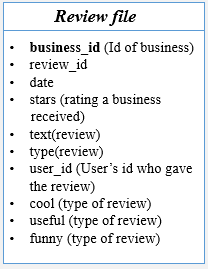 Review file
• business_id (Id of business)
• review_id
• date
• stars (rating a business
received)
• text(review)
• type(review)
• user_id (User's id who gave
the review)
• cool (type of review)
• useful (type of review)
• funny (type of review)